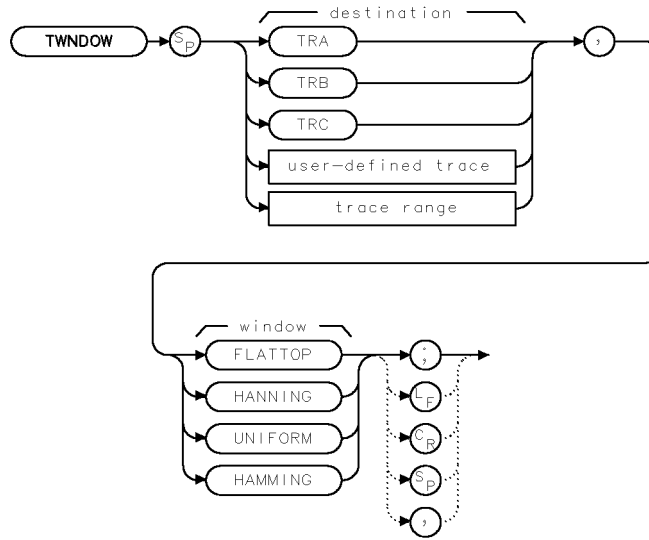 destination
TWNDOW SP TRA ,
TRB
TRC
user-defined trace
trace range
window
FLATTOP ;
HANNING LF
UNIFORM CR
HAMMING SP
,